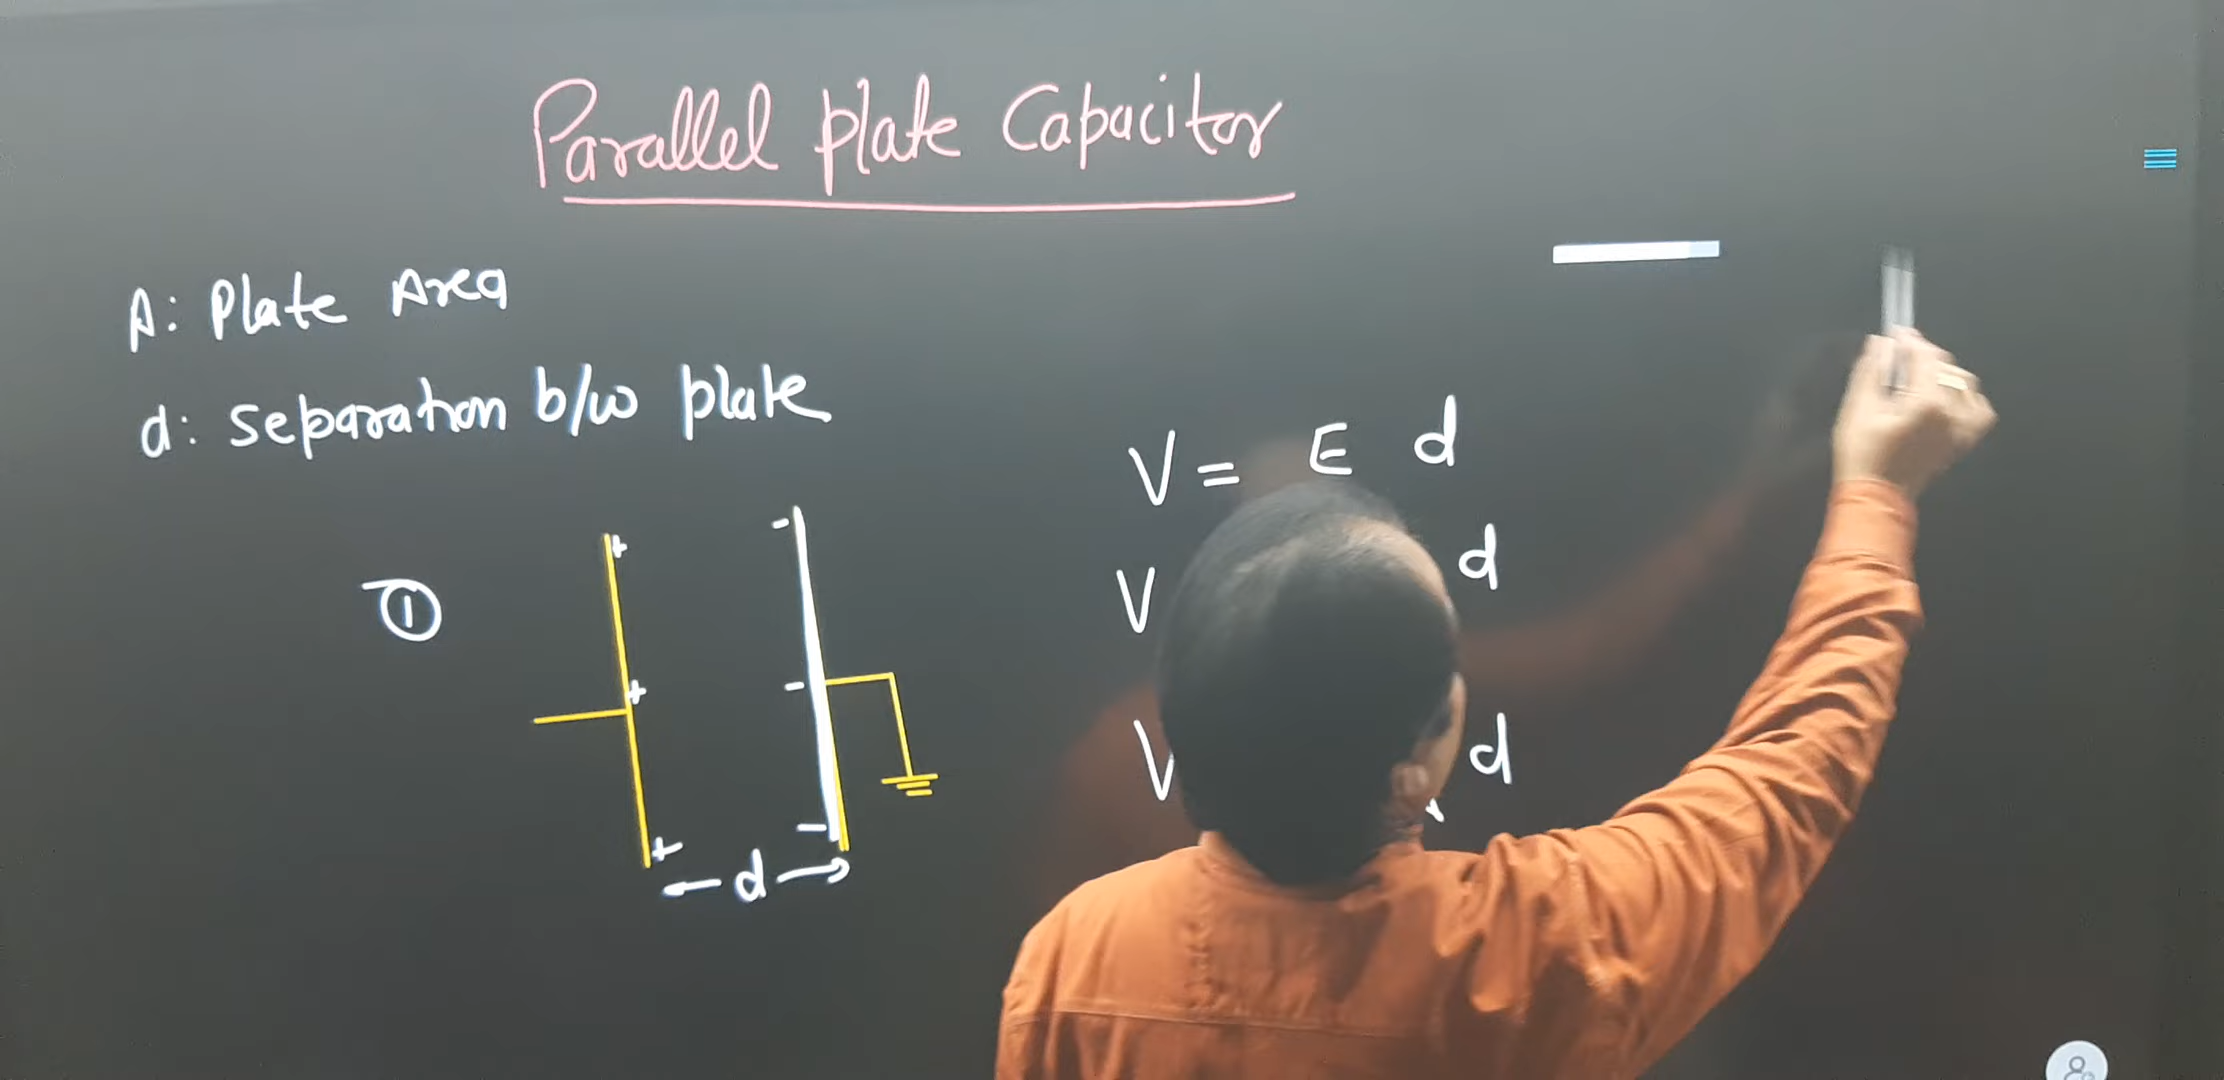 Parallel plate Capacitor
A: Plate Area
d: Separation b/w plate
V = E d
V d
V d
①
+ -
+ -
+ -
← d →